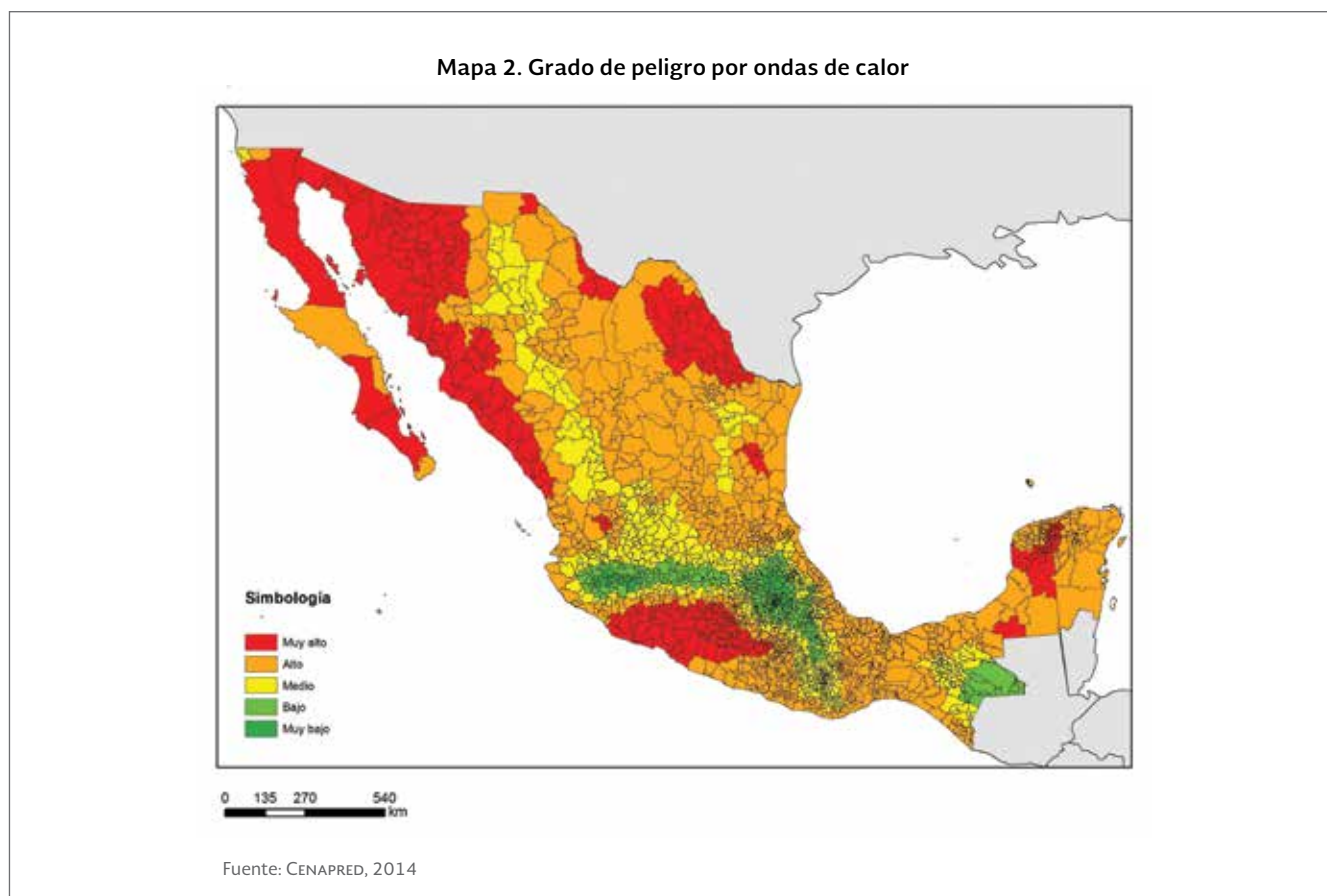 Mapa 2. Grado de peligro por ondas de calor
Simbología
Muy alto
Alto
Medio
Bajo
Muy bajo
0 135 270 540
km
Fuente: CENAPRED, 2014